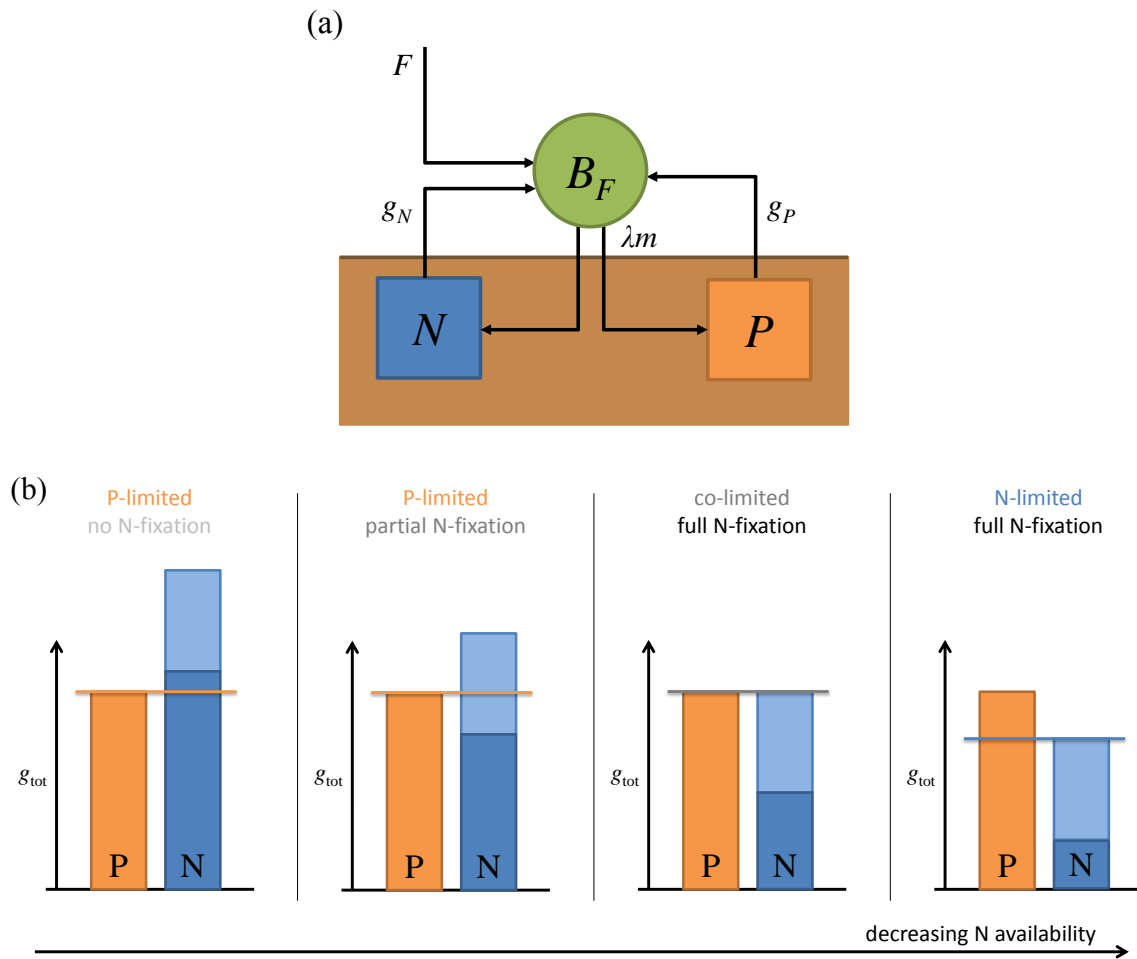 (a)
F
B_F
g_N
g_P
λm
N
P
(b)
P-limited
no N-fixation
P-limited
partial N-fixation
co-limited
full N-fixation
N-limited
full N-fixation
g_tot
P
N
g_tot
P
N
g_tot
P
N
g_tot
P
N
decreasing N availability